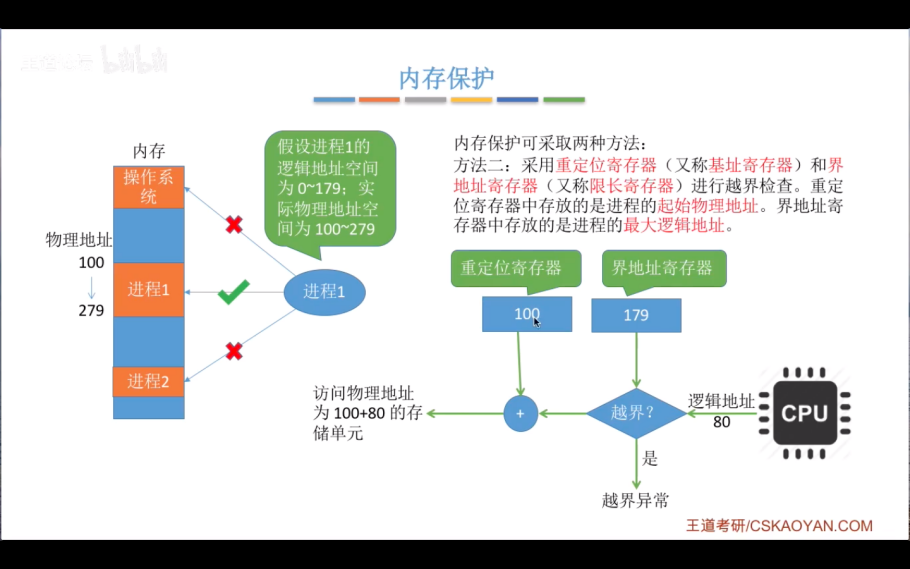 内存保护
内存
操作系
统
物理地址
100
279
进程1
进程2
假设进程1的
逻辑地址空间
为 0~179；实
际物理地址空
间为 100~279
进程1
内存保护可采取两种方法：
方法二：采用重定位寄存器（又称基址寄存器）和界
地址寄存器（又称限长寄存器）进行越界检查。重定
位寄存器中存放的是进程的起始物理地址。界地址寄
存器中存放的是进程的最大逻辑地址。
重定位寄存器
界地址寄存器
100
179
访问物理地址
为 100+80 的存
储单元
+
越界？
逻辑地址
80
CPU
是
越界异常
王道考研/CSKAOYAN.COM
bilibili